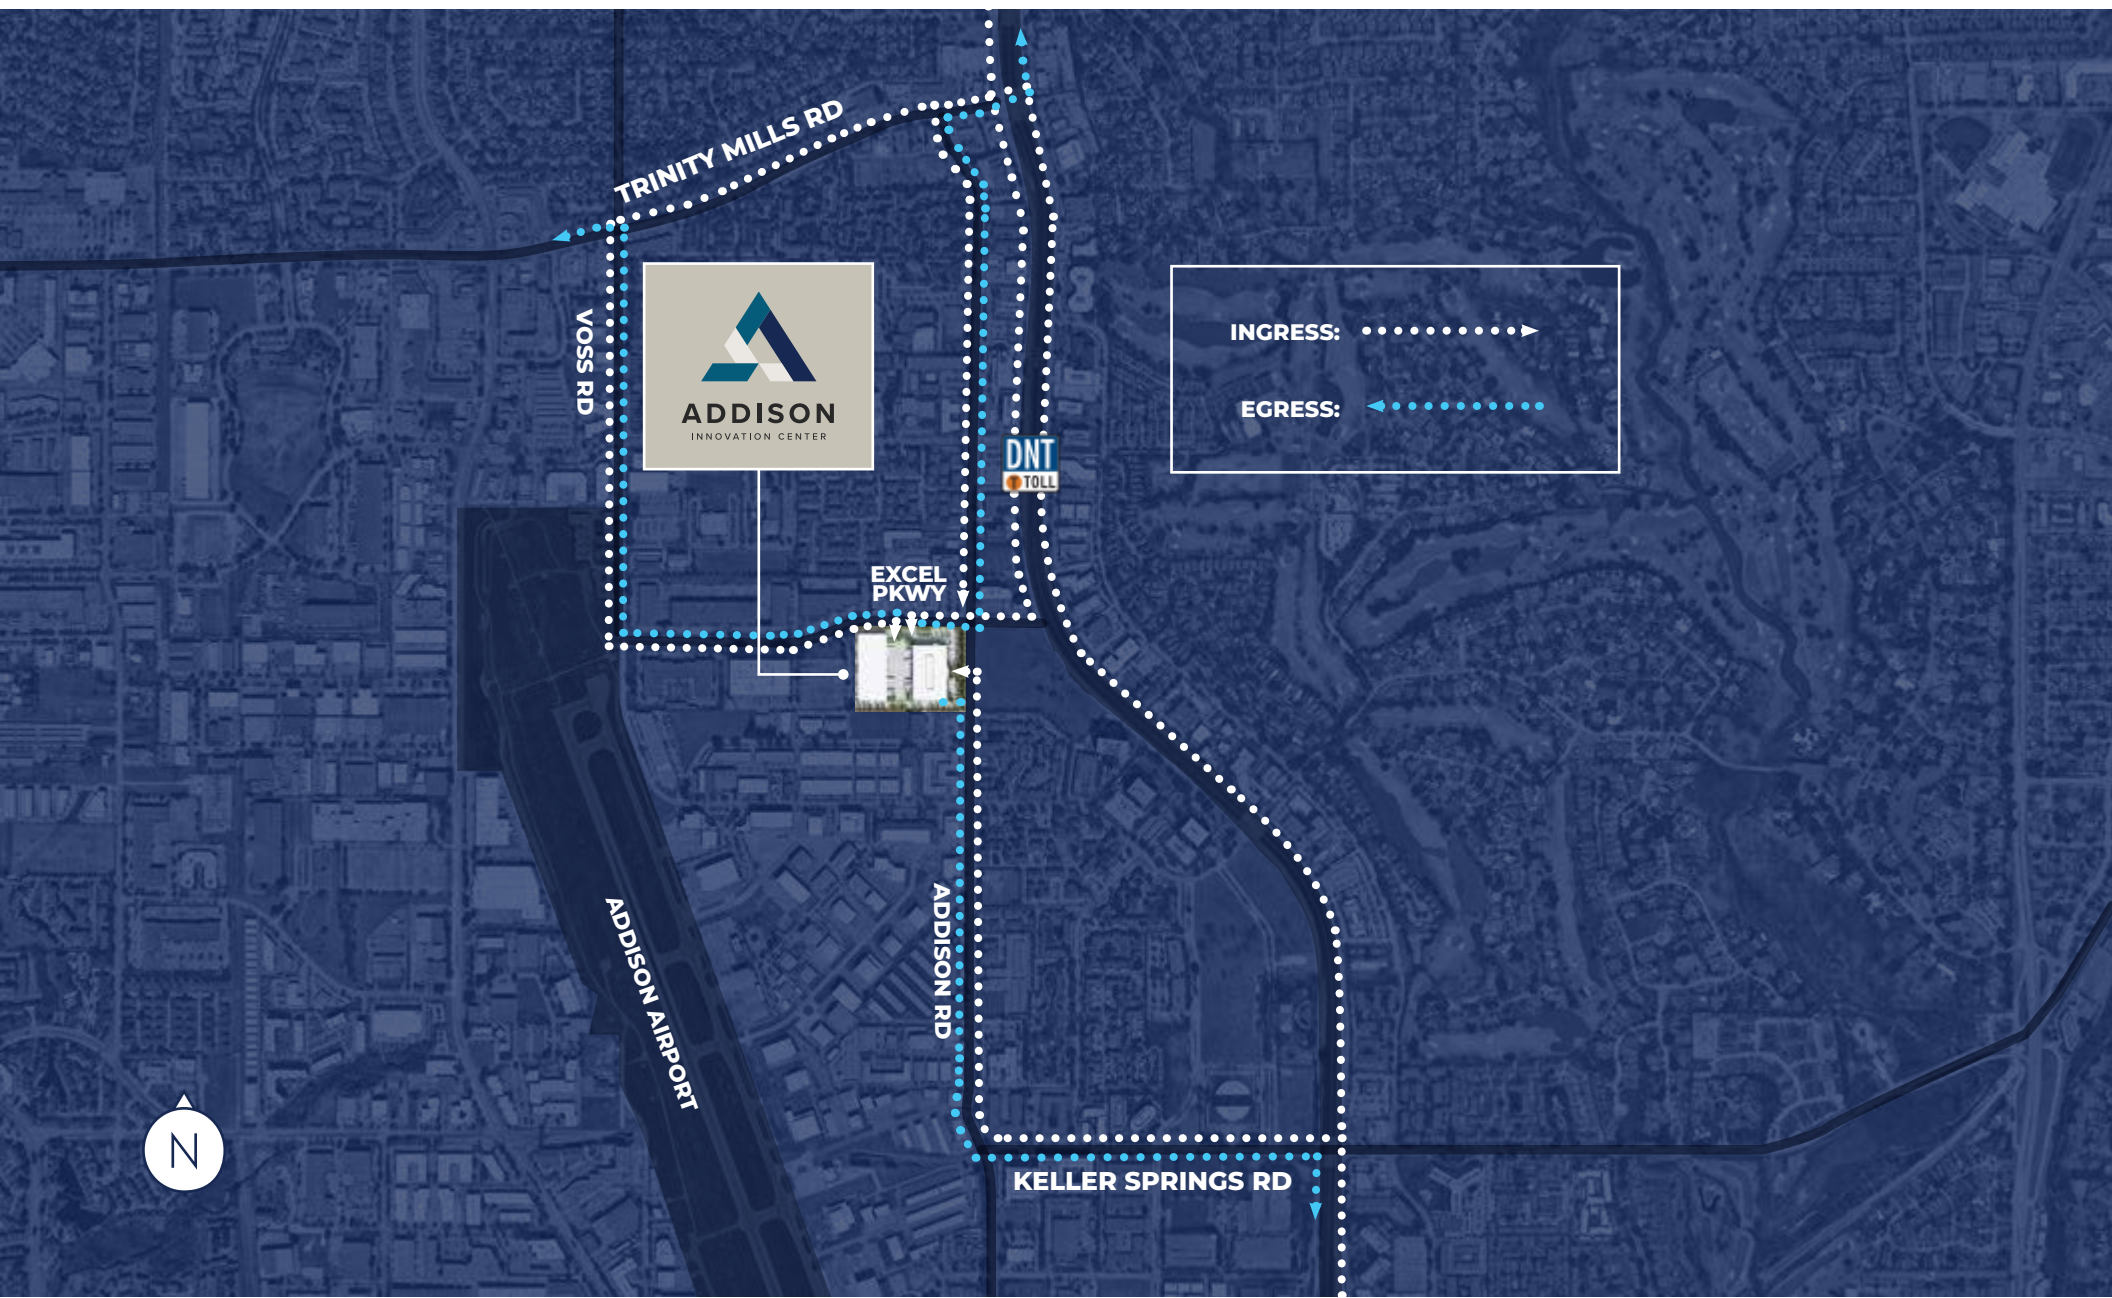 TRINITY MILLS RD
VOSS RD
ADDISON
INNOVATION CENTER
INGRESS:
EGRESS:
DNT
T TOLL
EXCEL
PKWY
ADDISON RD
ADDISON AIRPORT
N
KELLER SPRINGS RD